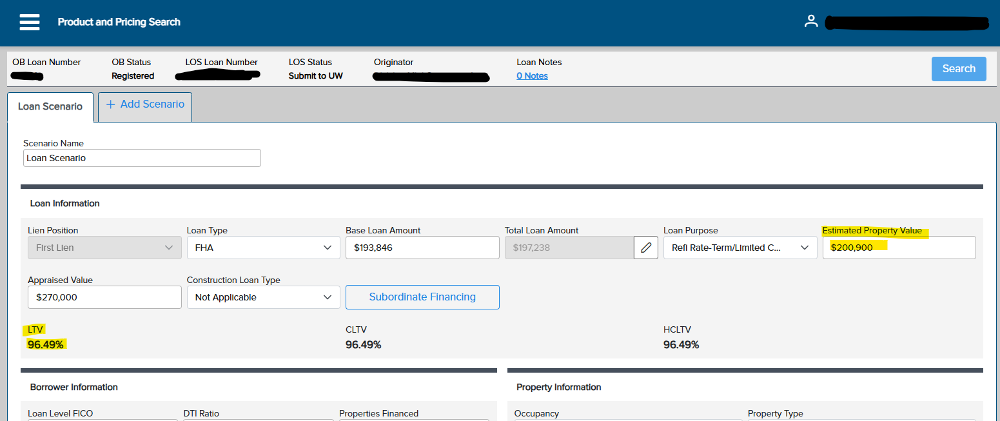 Product and Pricing Search
OB Loan Number OB Status LOS Loan Number LOS Status Originator Loan Notes
Registered Submit to UW 0 Notes
Search
Loan Scenario + Add Scenario
Scenario Name
Loan Scenario
Loan Information
Lien Position Loan Type Base Loan Amount Total Loan Amount Loan Purpose Estimated Property Value
First Lien FHA $193,846 $197,238 Refi Rate-Term/Limited C... $200,900
Appraised Value Construction Loan Type
$270,000 Not Applicable Subordinate Financing
LTV CLTV HCLTV
96.49% 96.49% 96.49%
Borrower Information Property Information
Loan Level FICO DTI Ratio Properties Financed Occupancy Property Type